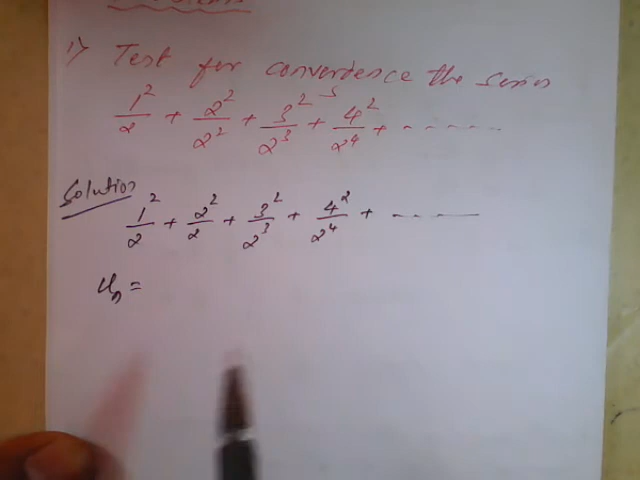 1) Test for convergence the series
1²/2 + 2²/2² + 3²/2³ + 4²/2⁴ + - - - - -
Solution
1²/2 + 2²/2 + 3²/2³ + 4²/2⁴ + - - -
Uₙ =